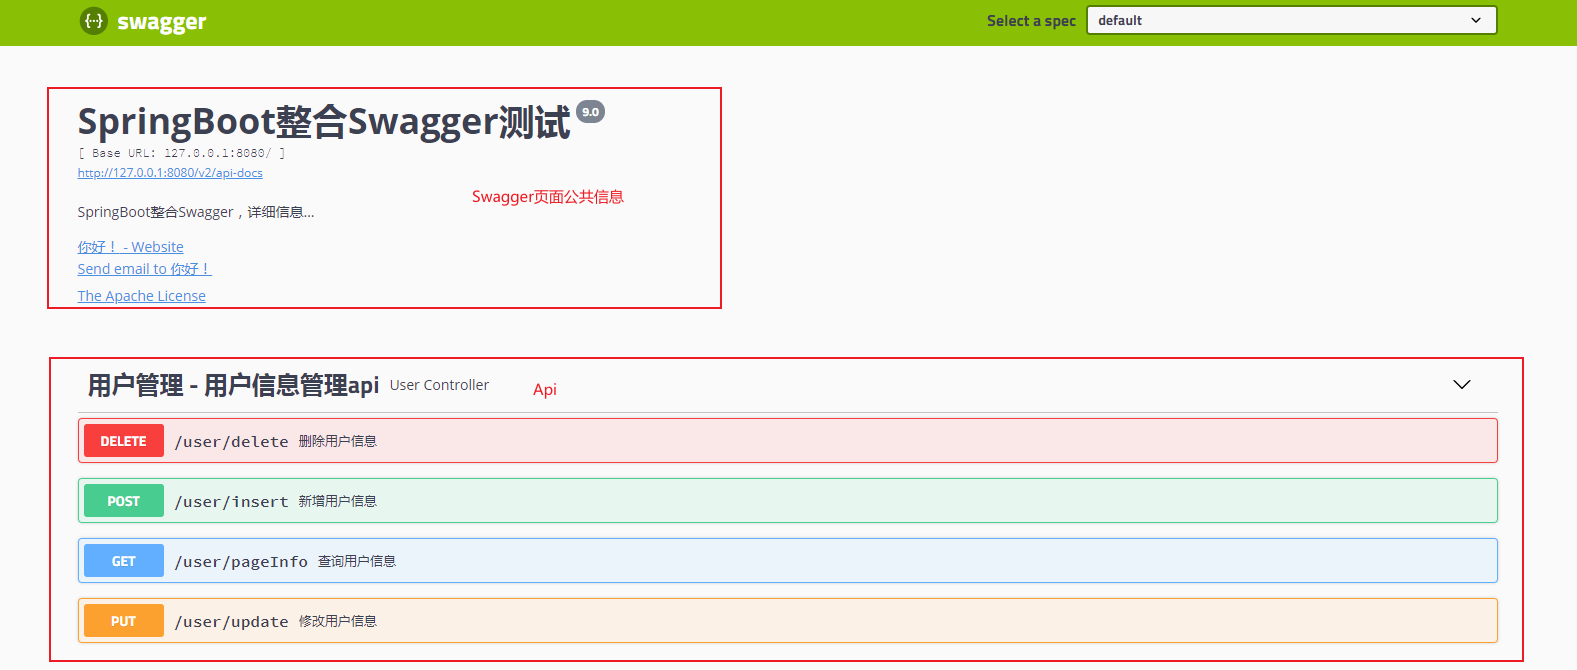 swagger
Select a spec default
SpringBoot整合Swagger测试 9.0
[ Base URL: 127.0.0.1:8080/ ]
http://127.0.0.1:8080/v2/api-docs
Swagger页面公共信息
SpringBoot整合Swagger，详细信息...
你好！ - Website
Send email to 你好！
The Apache License
用户管理 - 用户信息管理api User Controller
Api
DELETE /user/delete 删除用户信息
POST /user/insert 新增用户信息
GET /user/pageInfo 查询用户信息
PUT /user/update 修改用户信息